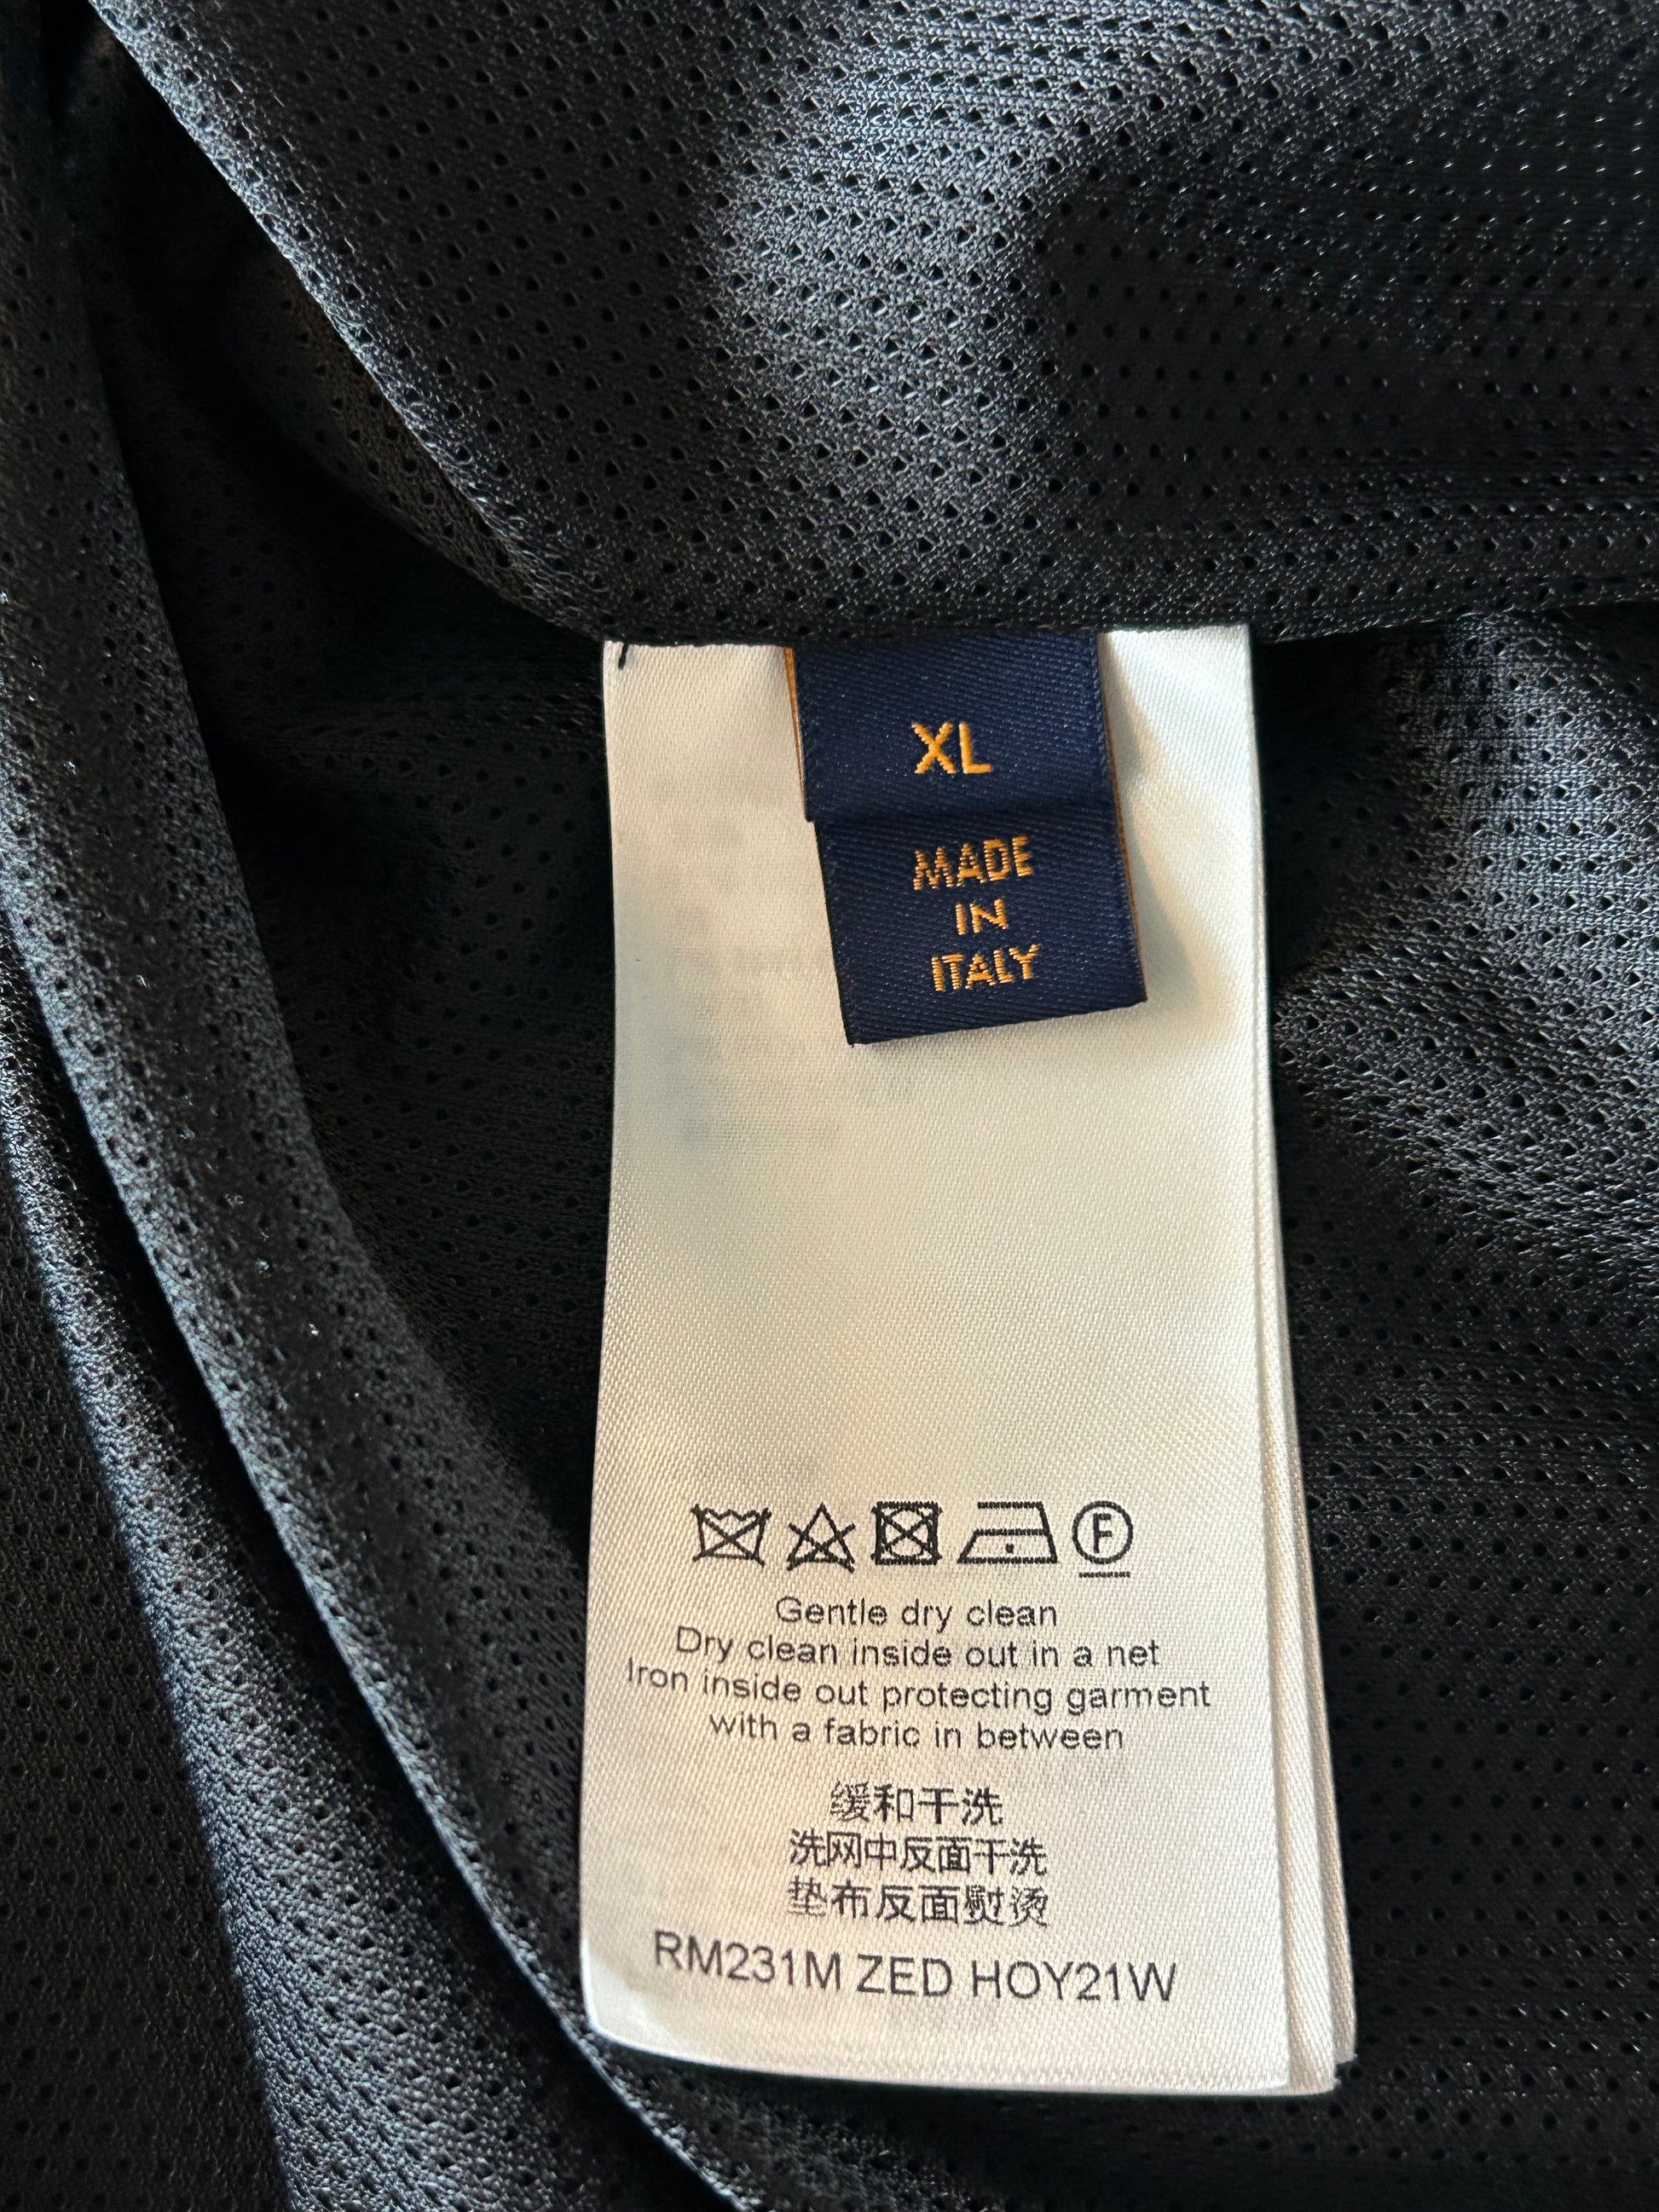 XL
MADE
IN
ITALY
F
Gentle dry clean
Dry clean inside out in a net
Iron inside out protecting garment
with a fabric in between
缓和干洗
洗网中反面干洗
垫布反面熨烫
RM231M ZED HOY21W